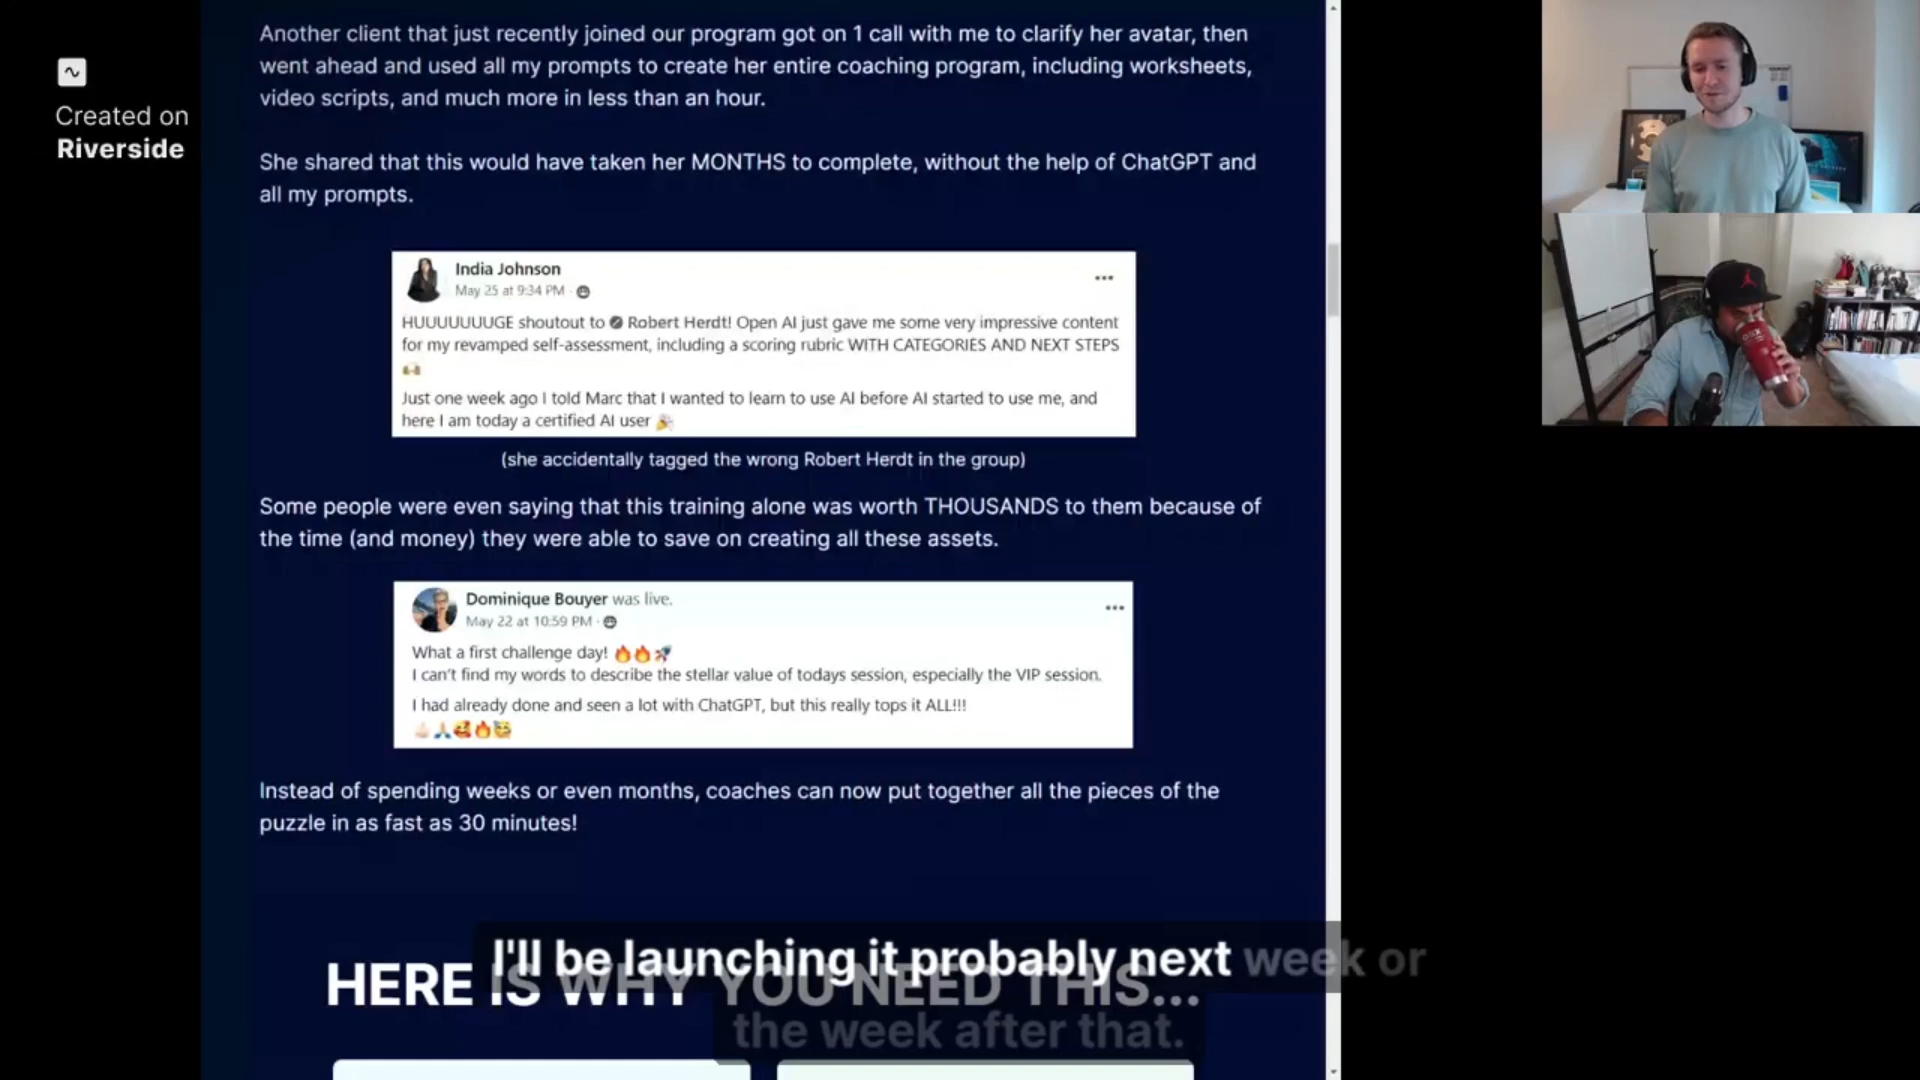 Created on
Riverside
Another client that just recently joined our program got on 1 call with me to clarify her avatar, then
went ahead and used all my prompts to create her entire coaching program, including worksheets,
video scripts, and much more in less than an hour.
She shared that this would have taken her MONTHS to complete, without the help of ChatGPT and
all my prompts.
India Johnson
May 25 at 9:34 PM ·
HUUUUUUUGE shoutout to Robert Herdt! Open AI just gave me some very impressive content
for my revamped self-assessment, including a scoring rubric WITH CATEGORIES AND NEXT STEPS
🙌
Just one week ago I told Marc that I wanted to learn to use AI before AI started to use me, and
here I am today a certified AI user 🎉
(she accidentally tagged the wrong Robert Herdt in the group)
Some people were even saying that this training alone was worth THOUSANDS to them because of
the time (and money) they were able to save on creating all these assets.
Dominique Bouyer was live.
May 22 at 10:59 PM ·
What a first challenge day! 🔥🔥🚀
I can't find my words to describe the stellar value of todays session, especially the VIP session.
I had already done and seen a lot with ChatGPT, but this really tops it ALL!!!
Instead of spending weeks or even months, coaches can now put together all the pieces of the
puzzle in as fast as 30 minutes!
HERE IS WHY YOU NEED THIS...
I'll be launching it probably next week or
the week after that.